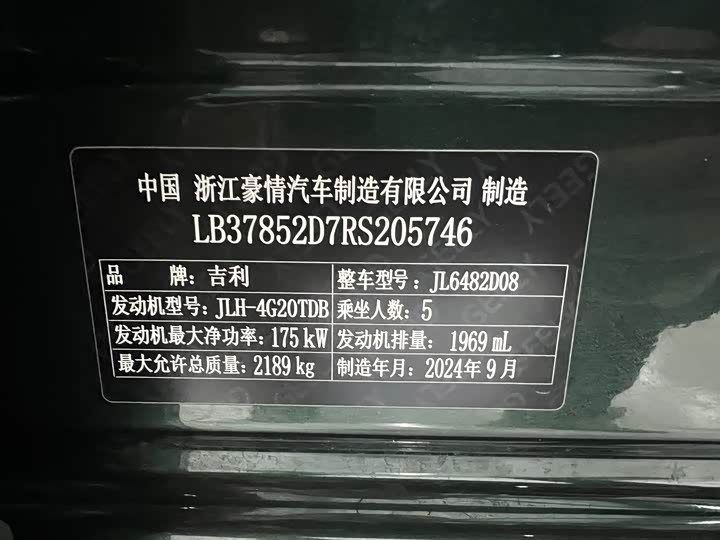 中国 浙江豪情汽车制造有限公司 制造
LB37852D7RS205746
品 牌: 吉利 整车型号: JL6482D08
发动机型号: JLH-4G20TDB 乘坐人数: 5
发动机最大净功率: 175 kW 发动机排量: 1969 mL
最大允许总质量: 2189 kg 制造年月: 2024年9月